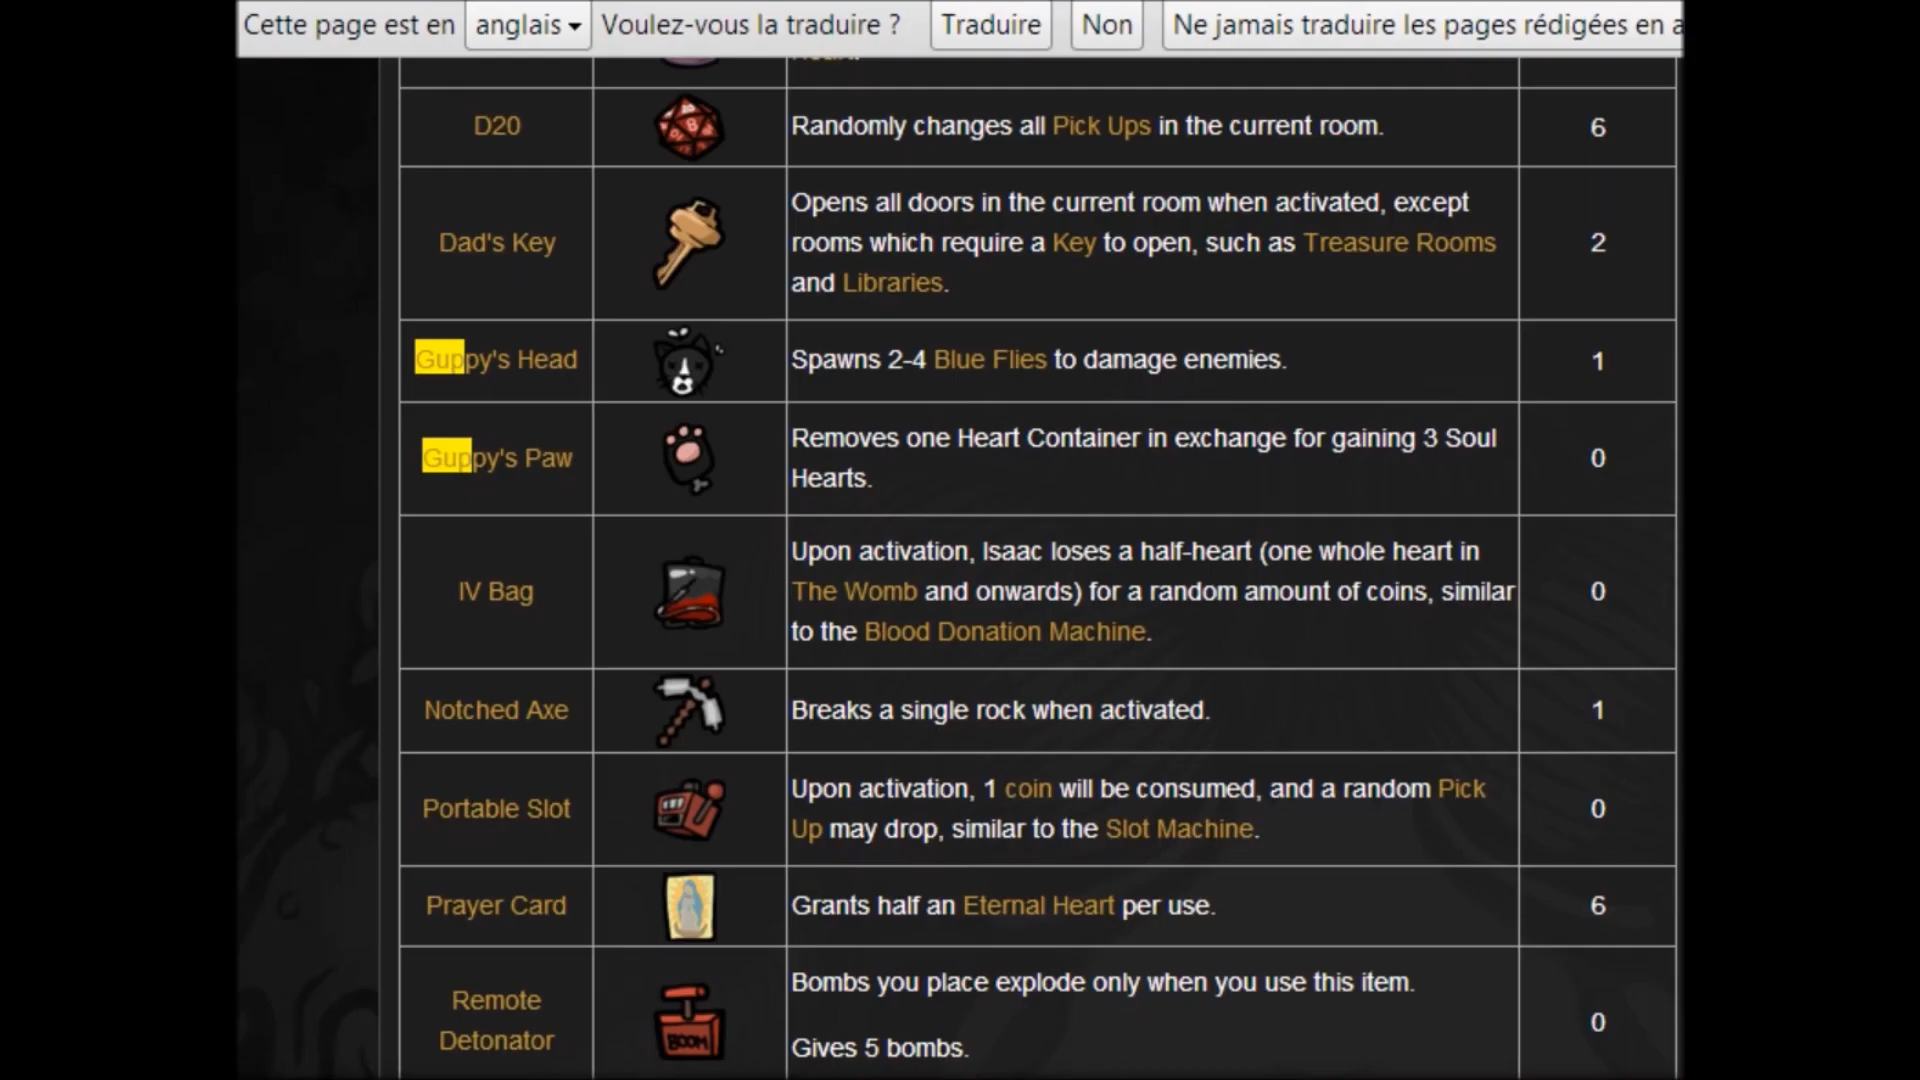 Cette page est en anglais Voulez-vous la traduire ? Traduire Non Ne jamais traduire les pages rédigées en a
D20
Randomly changes all Pick Ups in the current room.
6
Dad's Key
Opens all doors in the current room when activated, except
rooms which require a Key to open, such as Treasure Rooms
and Libraries.
2
Guppy's Head
Spawns 2-4 Blue Flies to damage enemies.
1
Guppy's Paw
Removes one Heart Container in exchange for gaining 3 Soul
Hearts.
0
IV Bag
Upon activation, Isaac loses a half-heart (one whole heart in
The Womb and onwards) for a random amount of coins, similar
to the Blood Donation Machine.
0
Notched Axe
Breaks a single rock when activated.
1
Portable Slot
Upon activation, 1 coin will be consumed, and a random Pick
Up may drop, similar to the Slot Machine.
0
Prayer Card
Grants half an Eternal Heart per use.
6
Remote
Detonator
BOOM
Bombs you place explode only when you use this item.
Gives 5 bombs.
0